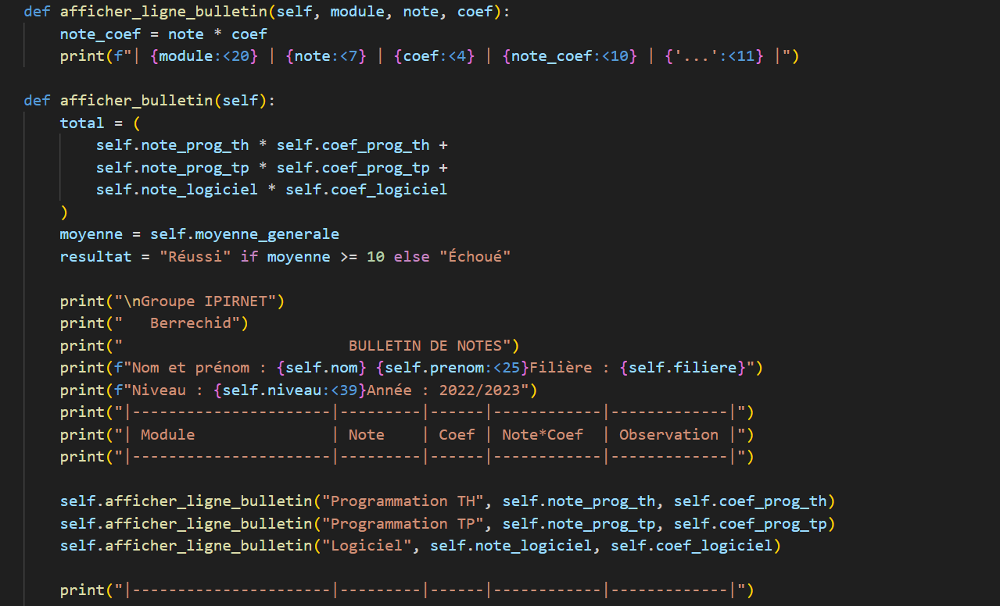 def afficher_ligne_bulletin(self, module, note, coef):
    note_coef = note * coef
    print(f"| {module:<20} | {note:<7} | {coef:<4} | {note_coef:<10} | {'...':<11} |")

def afficher_bulletin(self):
    total = (
        self.note_prog_th * self.coef_prog_th +
        self.note_prog_tp * self.coef_prog_tp +
        self.note_logiciel * self.coef_logiciel
    )
    moyenne = self.moyenne_generale
    resultat = "Réussi" if moyenne >= 10 else "Échoué"

    print("\nGroupe IPIRNET")
    print("   Berrechid")
    print("                         BULLETIN DE NOTES")
    print(f"Nom et prénom : {self.nom} {self.prenom:<25}Filière : {self.filiere}")
    print(f"Niveau : {self.niveau:<39}Année : 2022/2023")
    print("|----------------------|---------|------|------------|-------------|")
    print("| Module               | Note    | Coef | Note*Coef  | Observation |")
    print("|----------------------|---------|------|------------|-------------|")

    self.afficher_ligne_bulletin("Programmation TH", self.note_prog_th, self.coef_prog_th)
    self.afficher_ligne_bulletin("Programmation TP", self.note_prog_tp, self.coef_prog_tp)
    self.afficher_ligne_bulletin("Logiciel", self.note_logiciel, self.coef_logiciel)

    print("|----------------------|---------|------|------------|-------------|")